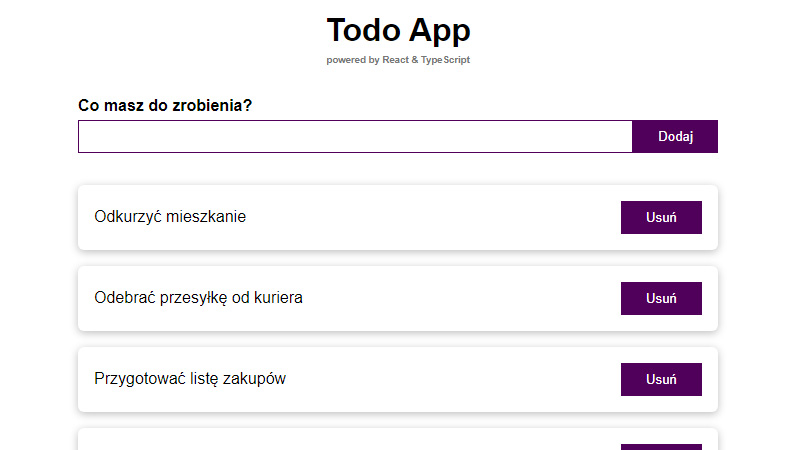 Todo App
powered by React & TypeScript
Co masz do zrobienia?
Dodaj
Odkurzyć mieszkanie
Usuń
Odebrać przesyłkę od kuriera
Usuń
Przygotować listę zakupów
Usuń